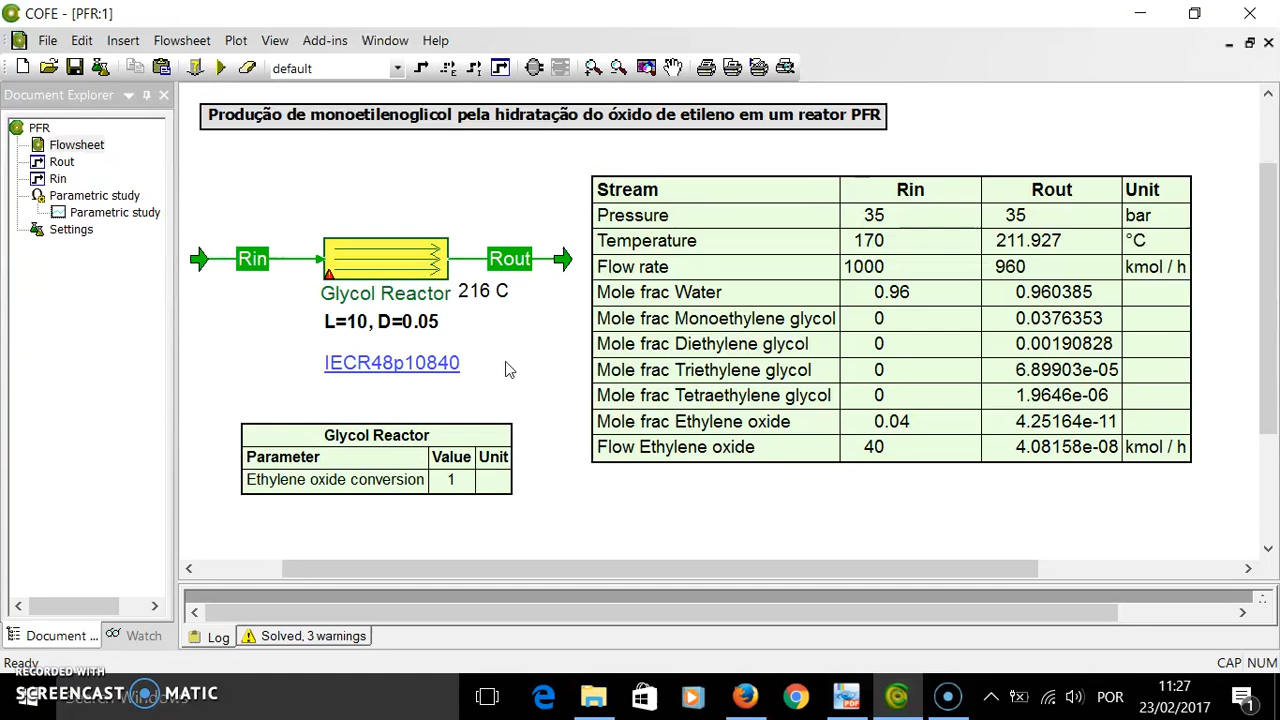 COFE - [PFR:1]
File Edit Insert Flowsheet Plot View Add-ins Window Help
default
Document Explorer
PFR
Flowsheet
Rout
Rin
Parametric study
Parametric study
Settings
Document ... Watch
Produção de monoetilenoglicol pela hidratação do óxido de etileno em um reator PFR
Rin Rout
Glycol Reactor 216 C
L=10, D=0.05
IECR48p10840
Glycol Reactor
Parameter Value Unit
Ethylene oxide conversion 1
Stream Rin Rout Unit
Pressure 35 35 bar
Temperature 170 211.927 °C
Flow rate 1000 960 kmol / h
Mole frac Water 0.96 0.960385
Mole frac Monoethylene glycol 0 0.0376353
Mole frac Diethylene glycol 0 0.00190828
Mole frac Triethylene glycol 0 6.89903e-05
Mole frac Tetraethylene glycol 0 1.9646e-06
Mole frac Ethylene oxide 0.04 4.25164e-11
Flow Ethylene oxide 40 4.08158e-08 kmol / h
Log Solved, 3 warnings
Ready CAP NUM
RECORDED WITH
SCREENCAST MATIC
Windows
POR
11:27
23/02/2017
1